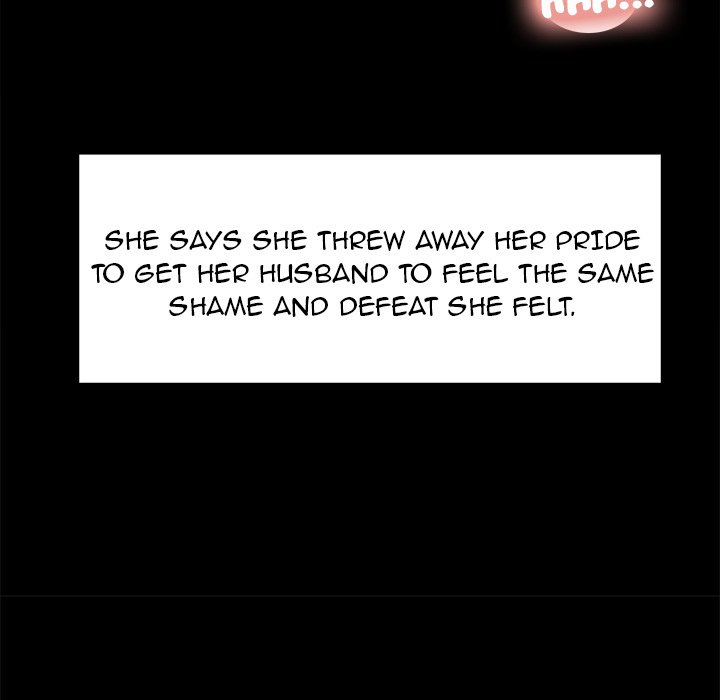 HHH...
SHE SAYS SHE THREW AWAY HER PRIDE
TO GET HER HUSBAND TO FEEL THE SAME
SHAME AND DEFEAT SHE FELT.